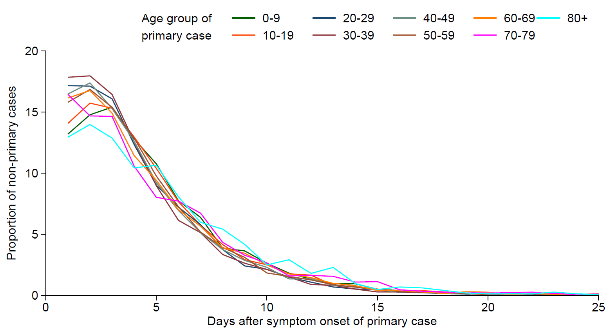 Age group of
primary case
0-9 20-29 40-49 60-69 80+
10-19 30-39 50-59 70-79
Proportion of non-primary cases
20
15
10
5
0
0 5 10 15 20 25
Days after symptom onset of primary case